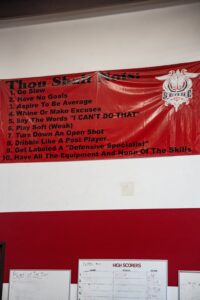 Thou Shalt Not:
1. Go Slow
2. Have No Goals
3. Aspire To Be Average
4. Whine Or Make Excuses
5. Say The Words "I CAN'T DO THAT"
6. Play Soft (Weak)
7. Turn Down An Open Shot
8. Dribble Like A Post Player
9. Get Labeled A "Defensive Specialist"
10. Have All The Equipment And None Of The Skills
HIGH SCORERS